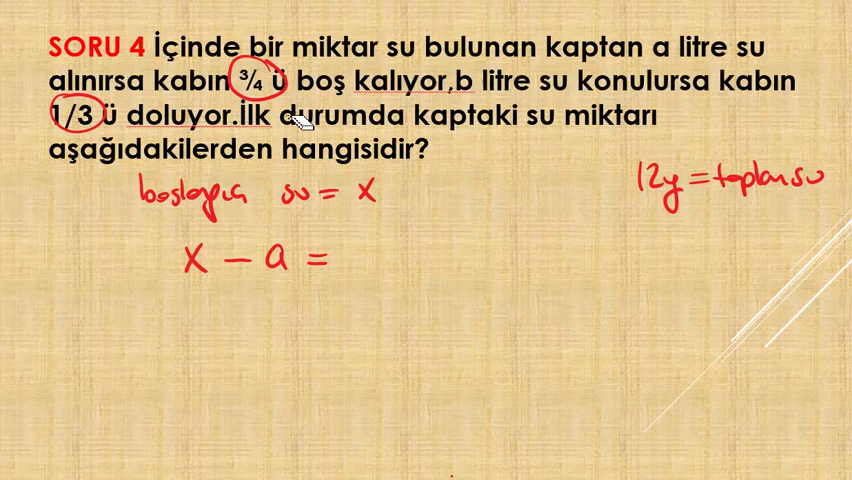 SORU 4 İçinde bir miktar su bulunan kaptan a litre su
alınırsa kabın ¾ ü boş kalıyor,b litre su konulursa kabın
1/3 ü doluyor.İlk durumda kaptaki su miktarı
aşağıdakilerden hangisidir?
başlangıç su = x
12y = toplam su
x - a =